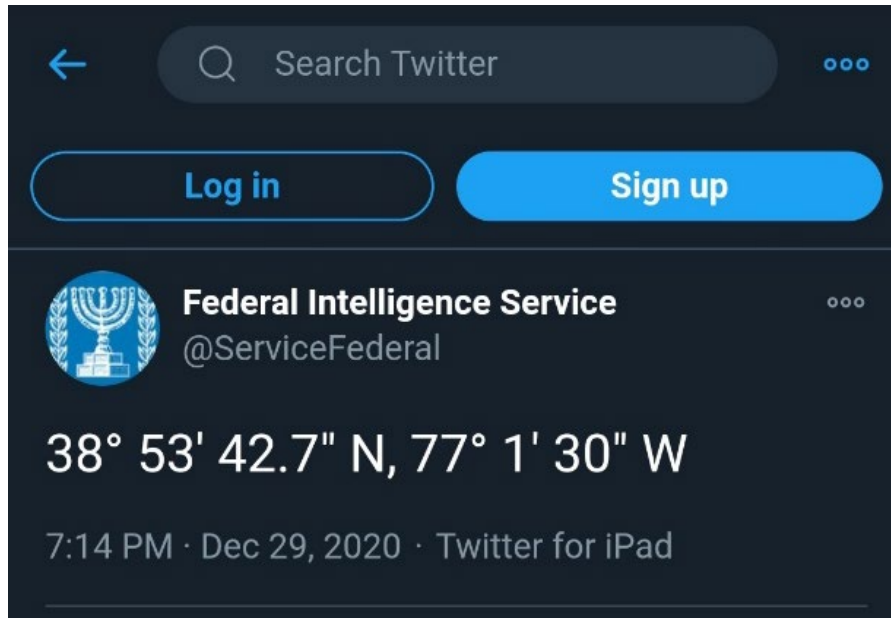 Search Twitter
Log in Sign up
Federal Intelligence Service
@ServiceFederal
38° 53' 42.7" N, 77° 1' 30" W
7:14 PM · Dec 29, 2020 · Twitter for iPad